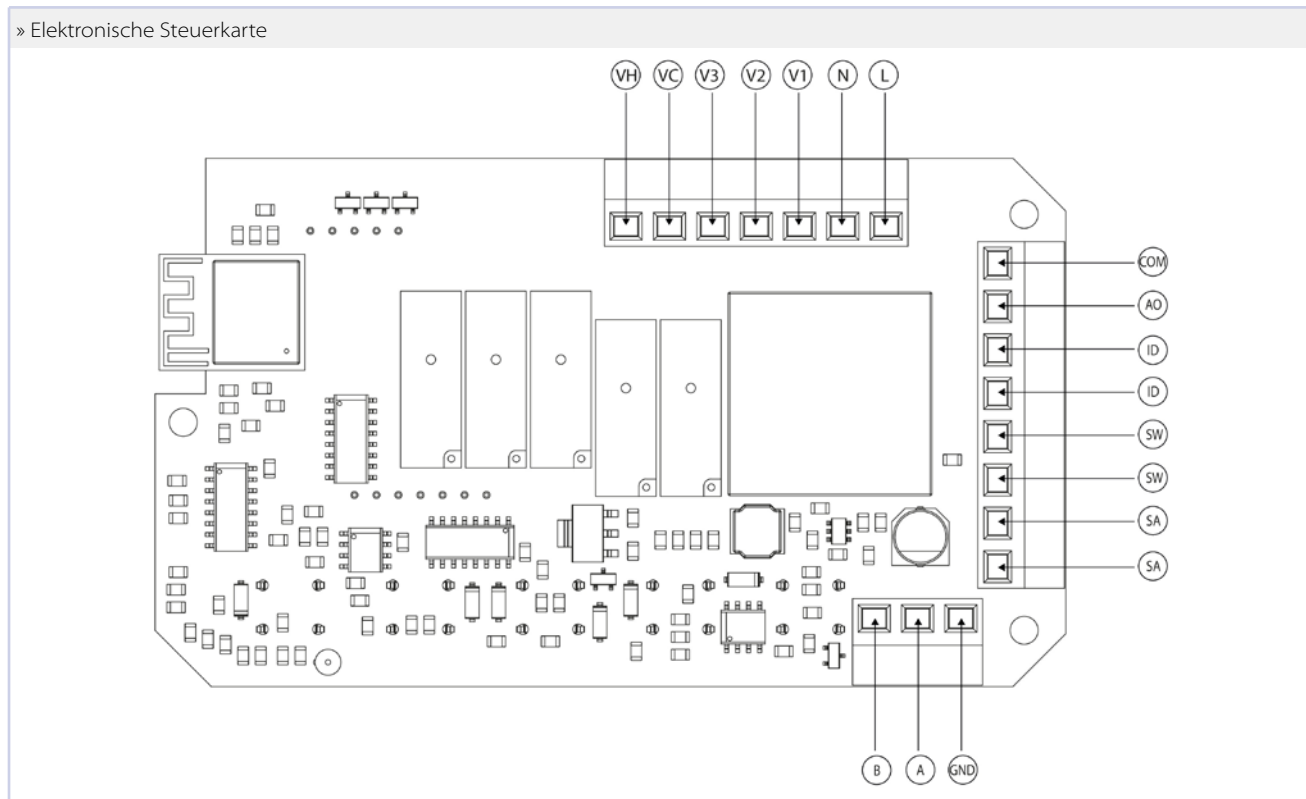 » Elektronische Steuerkarte
VH VC V3 V2 V1 N L
COM
AO
ID
ID
SW
SW
SA
SA
B A GND